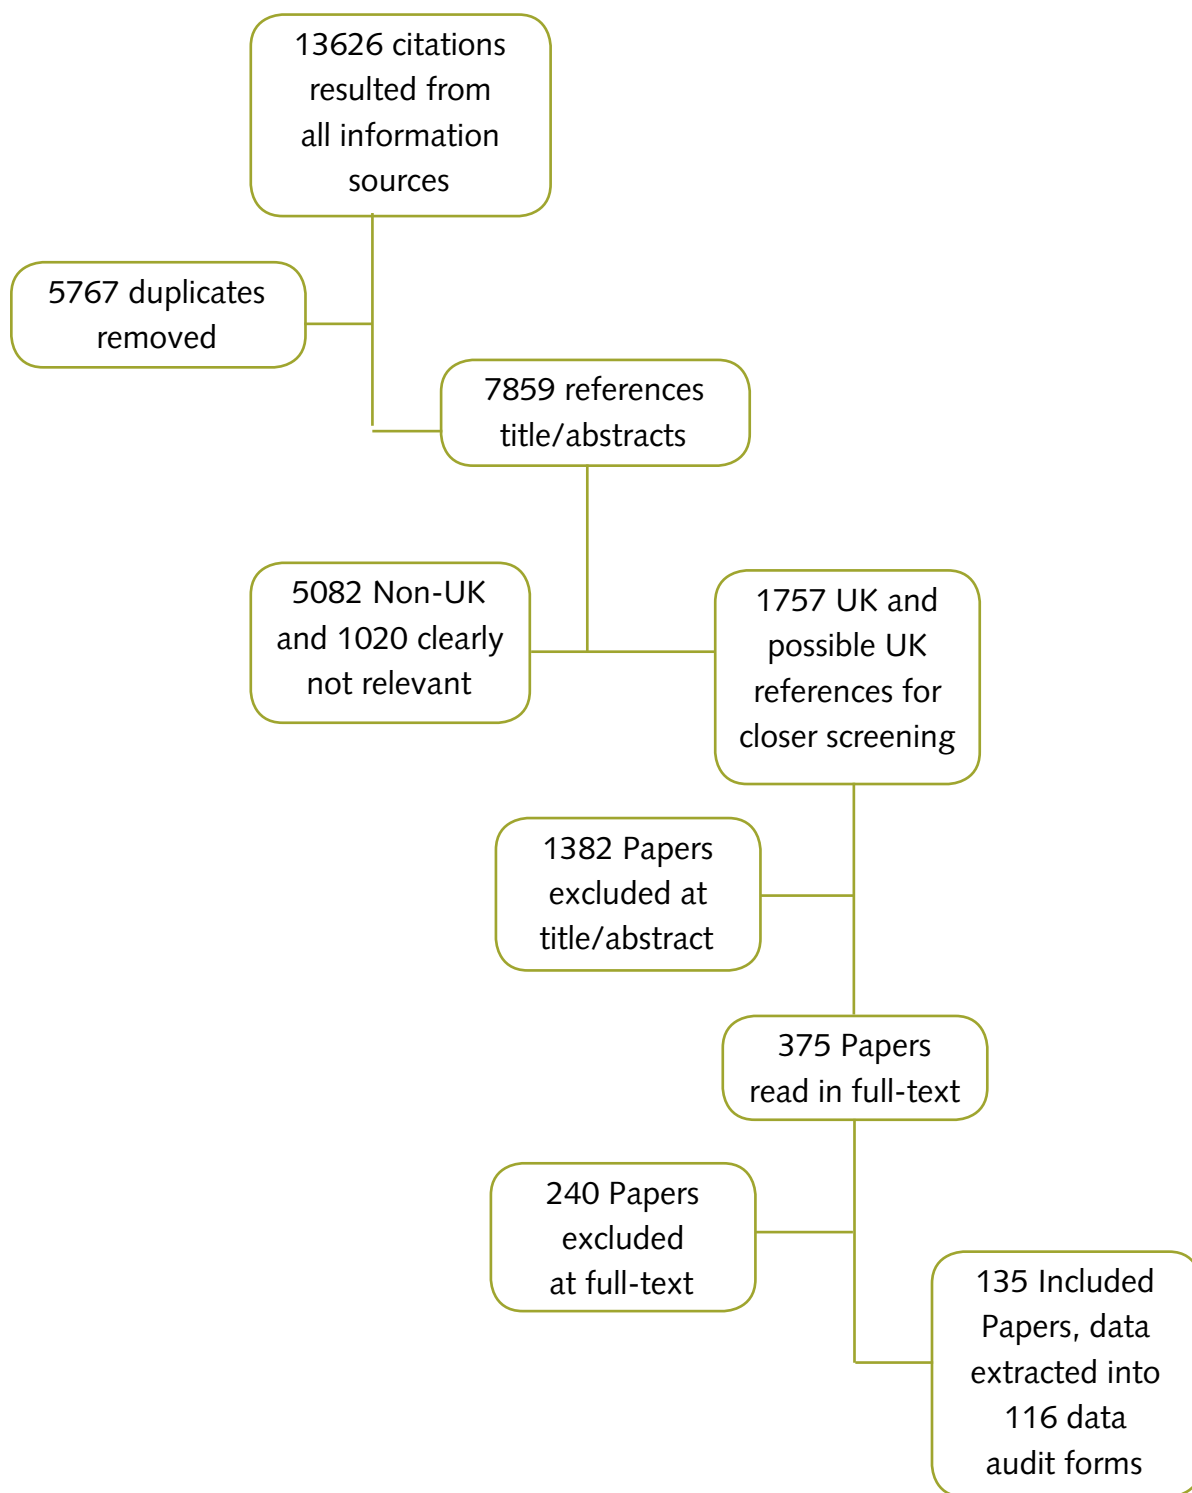 13626 citations
resulted from
all information
sources
5767 duplicates
removed
7859 references
title/abstracts
5082 Non-UK
and 1020 clearly
not relevant
1757 UK and
possible UK
references for
closer screening
1382 Papers
excluded at
title/abstract
375 Papers
read in full-text
240 Papers
excluded
at full-text
135 Included
Papers, data
extracted into
116 data
audit forms